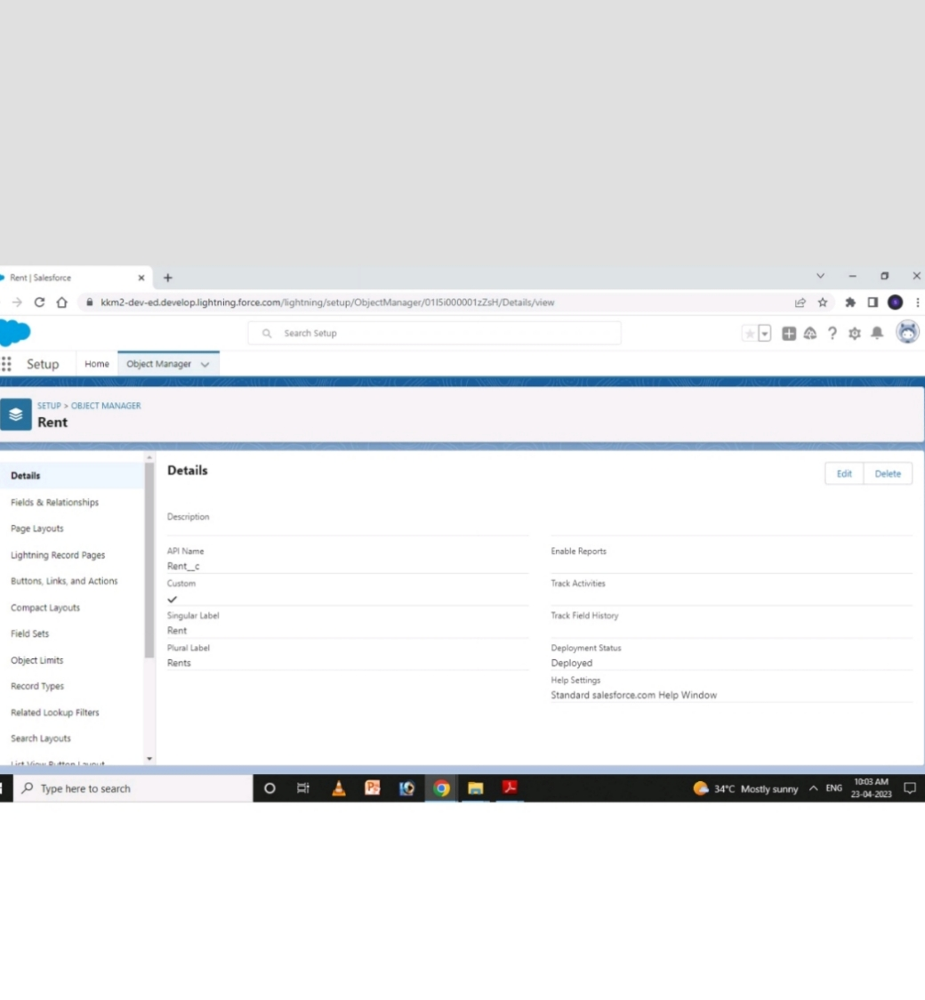 Rent | Salesforce
kkm2-dev-ed.develop.lightning.force.com/lightning/setup/ObjectManager/01I5i000001zZsH/Details/view
Search Setup
Setup Home Object Manager
SETUP > OBJECT MANAGER
Rent
Details
Fields & Relationships
Page Layouts
Lightning Record Pages
Buttons, Links, and Actions
Compact Layouts
Field Sets
Object Limits
Record Types
Related Lookup Filters
Search Layouts
List View Button Layout
Details
Edit Delete
Description
API Name
Rent__c
Custom
Singular Label
Rent
Plural Label
Rents
Enable Reports
Track Activities
Track Field History
Deployment Status
Deployed
Help Settings
Standard salesforce.com Help Window
Type here to search
34°C Mostly sunny ENG
10:03 AM
23-04-2023